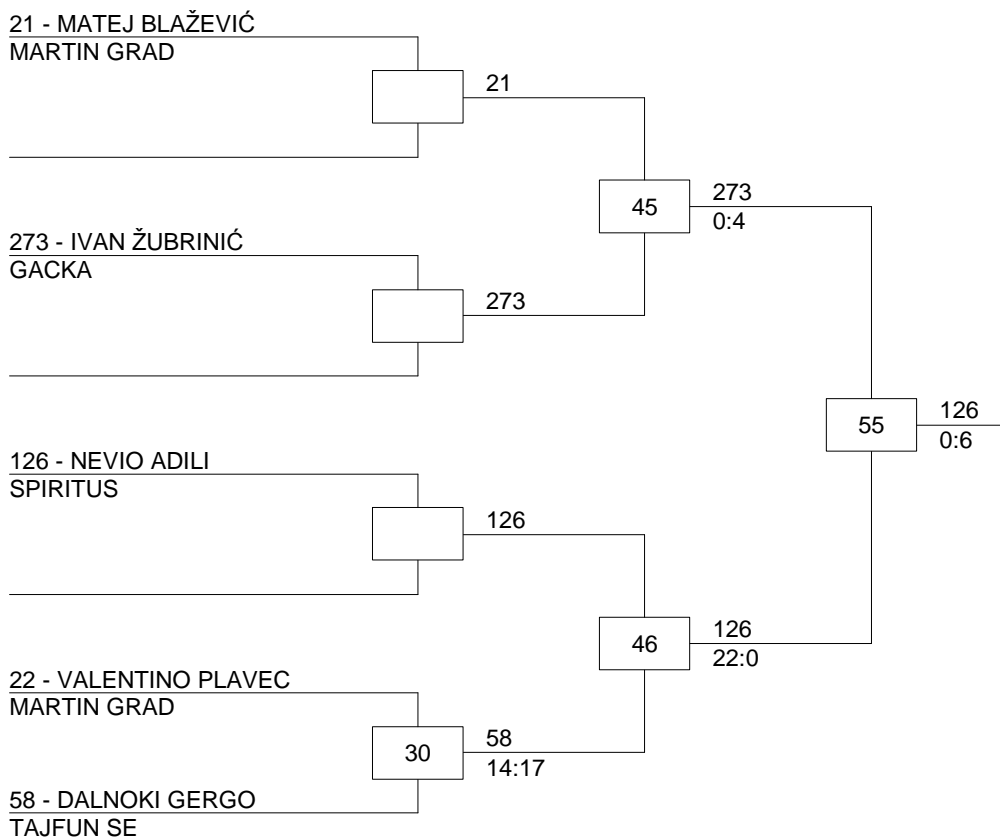 21 - MATEJ BLAŽEVIĆ
MARTIN GRAD
21
45
273
0:4
273 - IVAN ŽUBRINIĆ
GACKA
273
55
126
0:6
126 - NEVIO ADILI
SPIRITUS
126
46
126
22:0
22 - VALENTINO PLAVEC
MARTIN GRAD
30
58
14:17
58 - DALNOKI GERGO
TAJFUN SE